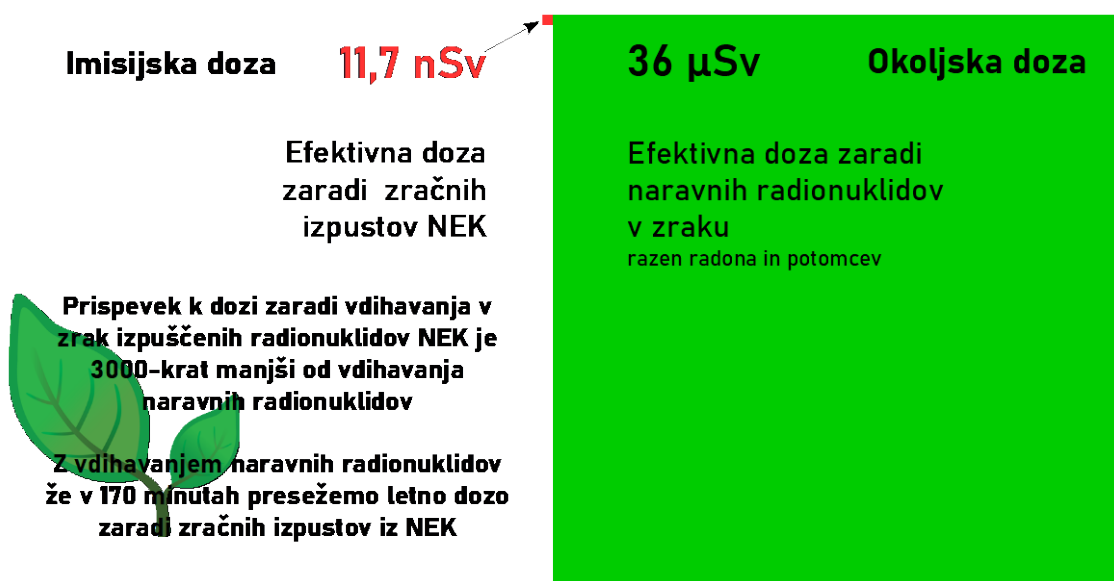 Imisijska doza
11,7 nSv
Efektivna doza
zaradi zračnih
izpustov NEK
Prispevek k dozi zaradi vdihavanja v
zrak izpuščenih radionuklidov NEK je
3000-krat manjši od vdihavanja
naravnih radionuklidov
Z vdihavanjem naravnih radionuklidov
že v 170 minutah presežemo letno dozo
zaradi zračnih izpustov iz NEK
36 µSv
Okoljska doza
Efektivna doza zaradi
naravnih radionuklidov
v zraku
razen radona in potomcev